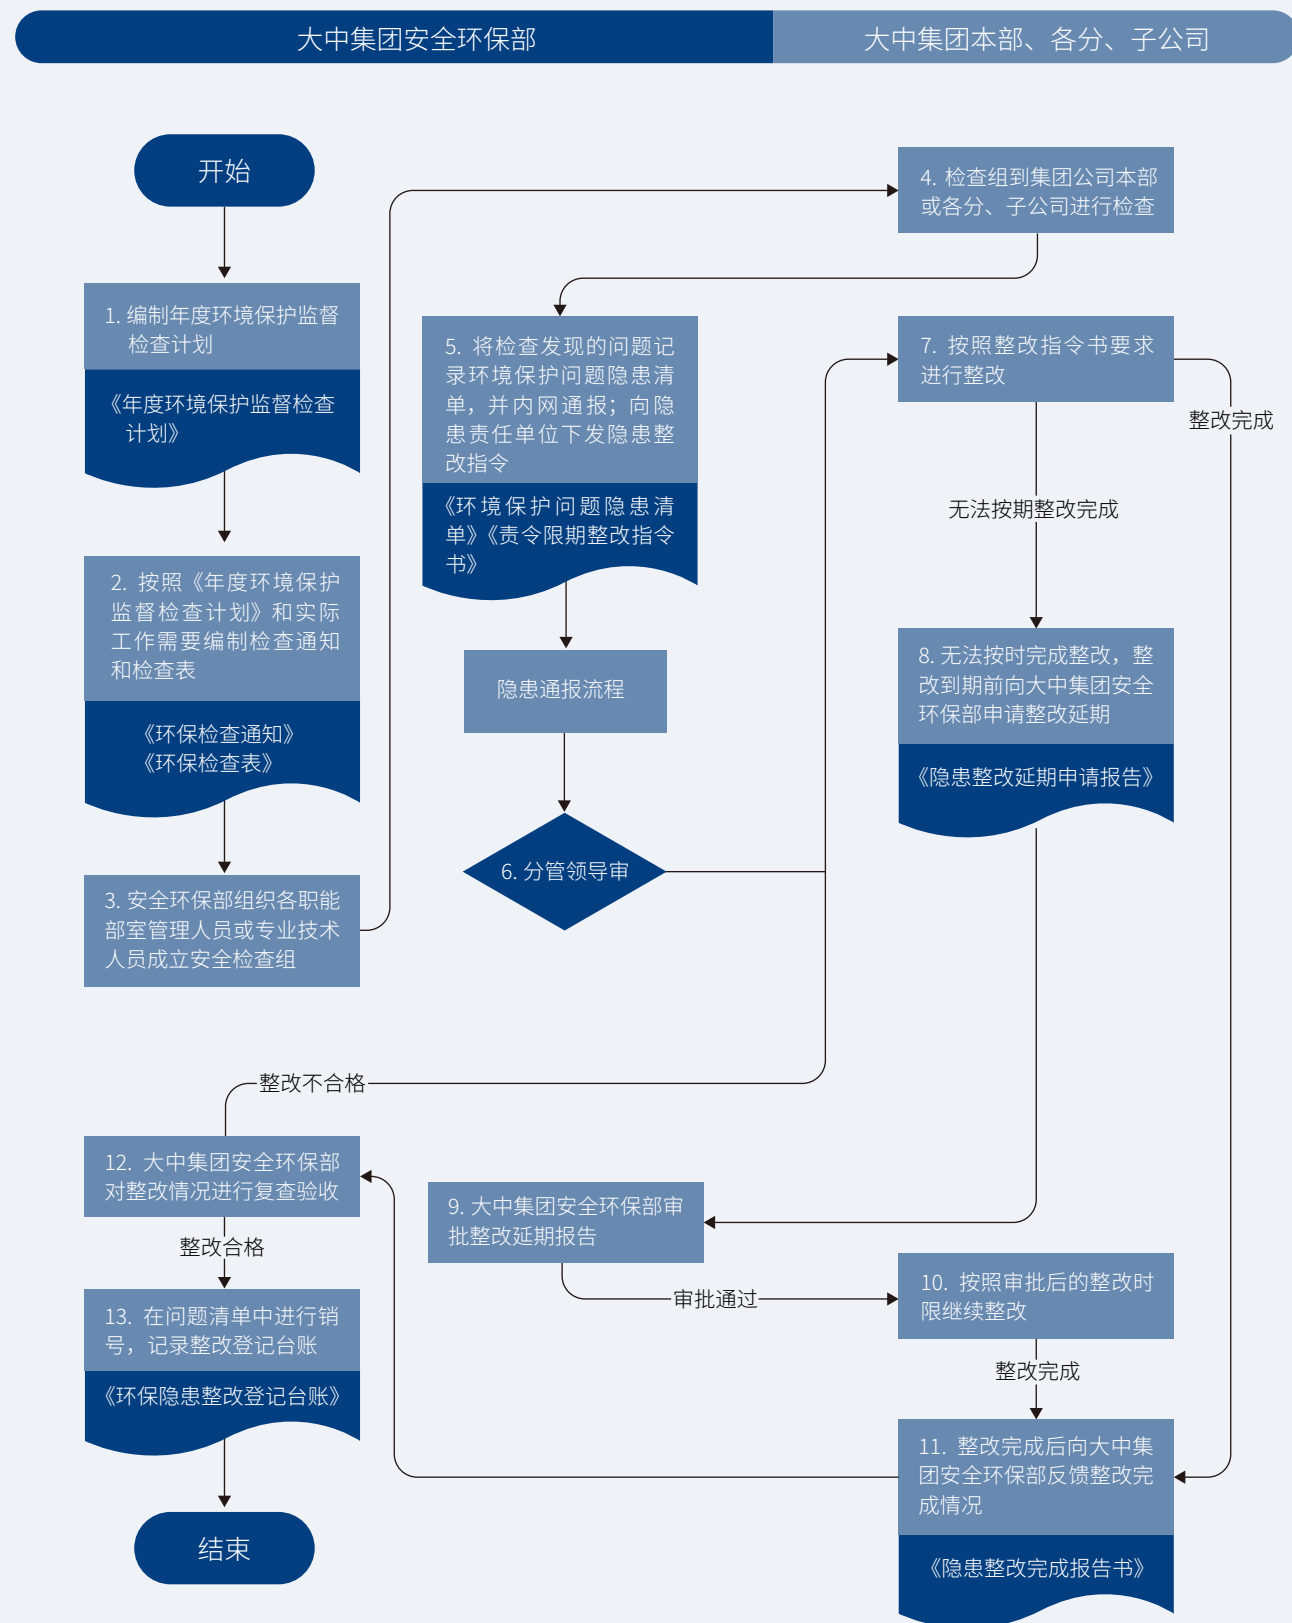 大中集团安全环保部
大中集团本部、各分、子公司
开始
1. 编制年度环境保护监督
检查计划
《年度环境保护监督检查
计划》
2. 按照《年度环境保护
监督检查计划》和实际
工作需要编制检查通知
和检查表
《环保检查通知》
《环保检查表》
3. 安全环保部组织各职能
部室管理人员或专业技术
人员成立安全检查组
4. 检查组到集团公司本部
或各分、子公司进行检查
5. 将检查发现的问题记
录环境保护问题隐患清
单，并内网通报；向隐
患责任单位下发隐患整
改指令
《环境保护问题隐患清
单》《责令限期整改指令
书》
隐患通报流程
6. 分管领导审
7. 按照整改指令书要求
进行整改
整改完成
无法按期整改完成
8. 无法按时完成整改，整
改到期前向大中集团安全
环保部申请整改延期
《隐患整改延期申请报告》
9. 大中集团安全环保部审
批整改延期报告
审批通过
10. 按照审批后的整改时
限继续整改
整改完成
11. 整改完成后向大中集
团安全环保部反馈整改完
成情况
《隐患整改完成报告书》
整改不合格
12. 大中集团安全环保部
对整改情况进行复查验收
整改合格
13. 在问题清单中进行销
号，记录整改登记台账
《环保隐患整改登记台账》
结束